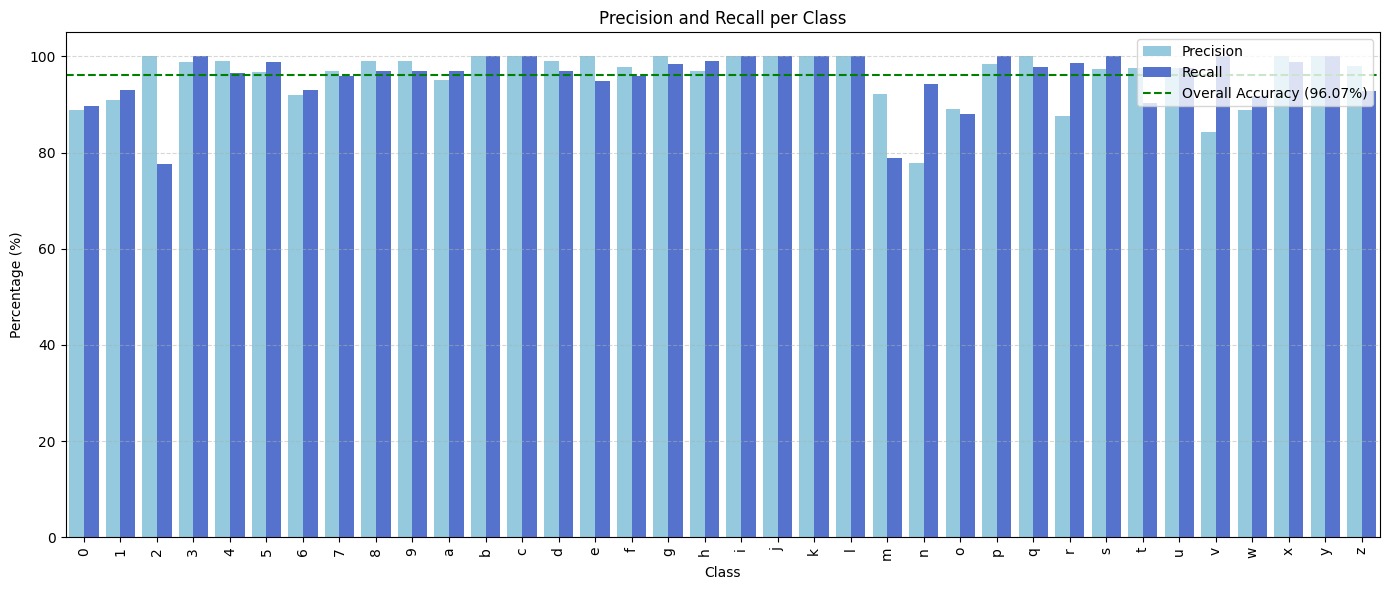 Precision and Recall per Class
Precision
Recall
Overall Accuracy (96.07%)
Percentage (%)
100
80
60
40
20
0
0 1 2 3 4 5 6 7 8 9 a b c d e f g h i j k l m n o p q r s t u v w x y z
Class